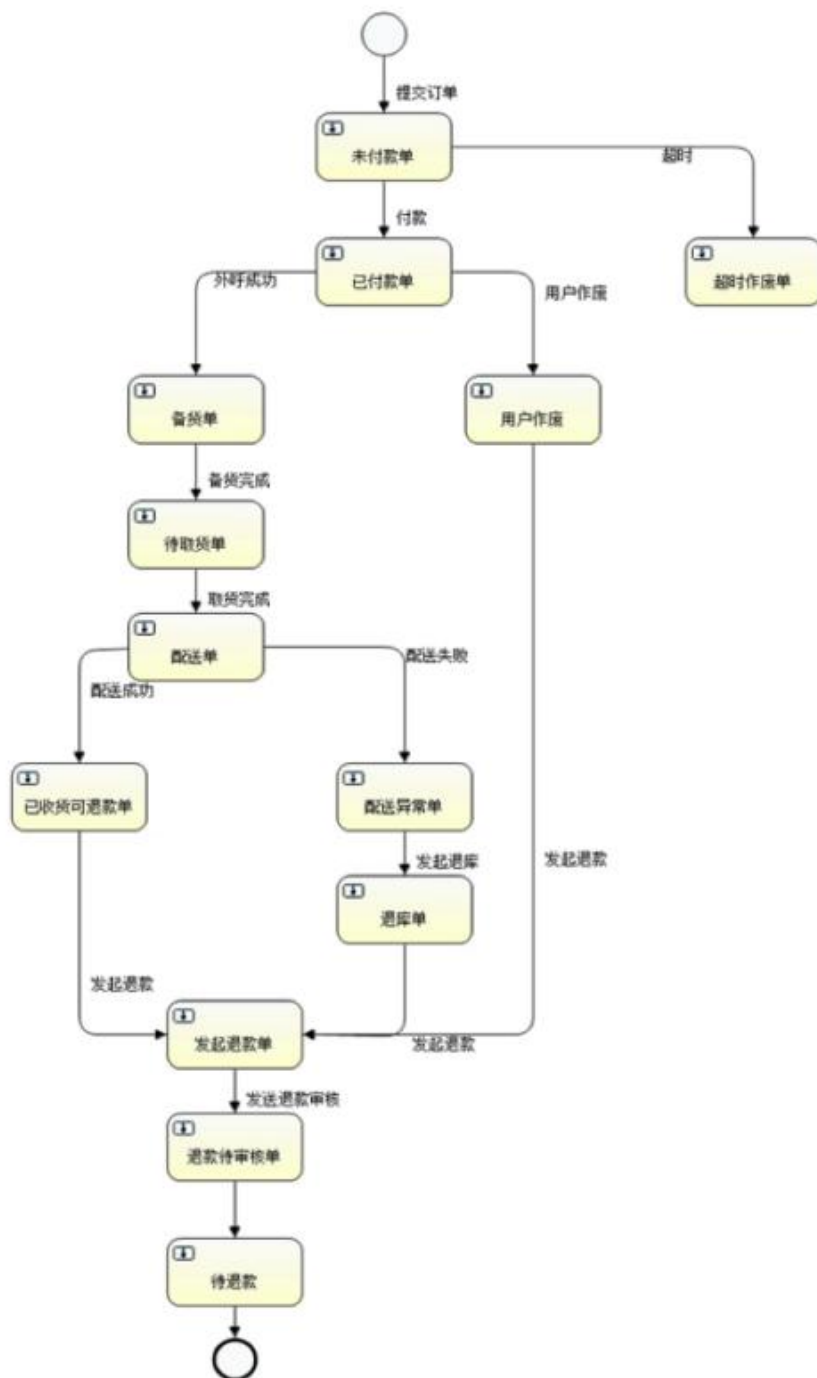 提交订单
未付款单
超时
付款
外呼成功
已付款单
用户作废
超时作废单
备货单
用户作废
备货完成
待取货单
取货完成
配送单
配送失败
配送成功
已收货可退款单
配送异常单
发起退库
发起退款
退库单
发起退款
发起退款单
发起退款
发送退款审核
退款待审核单
待退款